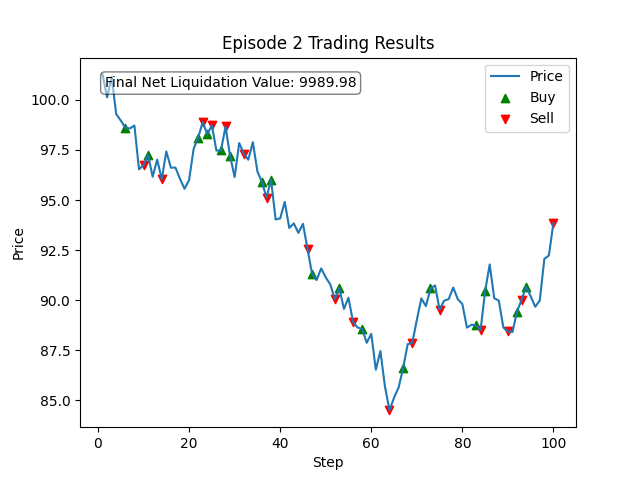 Episode 2 Trading Results
Final Net Liquidation Value: 9989.98
Price
Buy
Sell
100.0
97.5
95.0
92.5
90.0
87.5
85.0
Price
0 20 40 60 80 100
Step